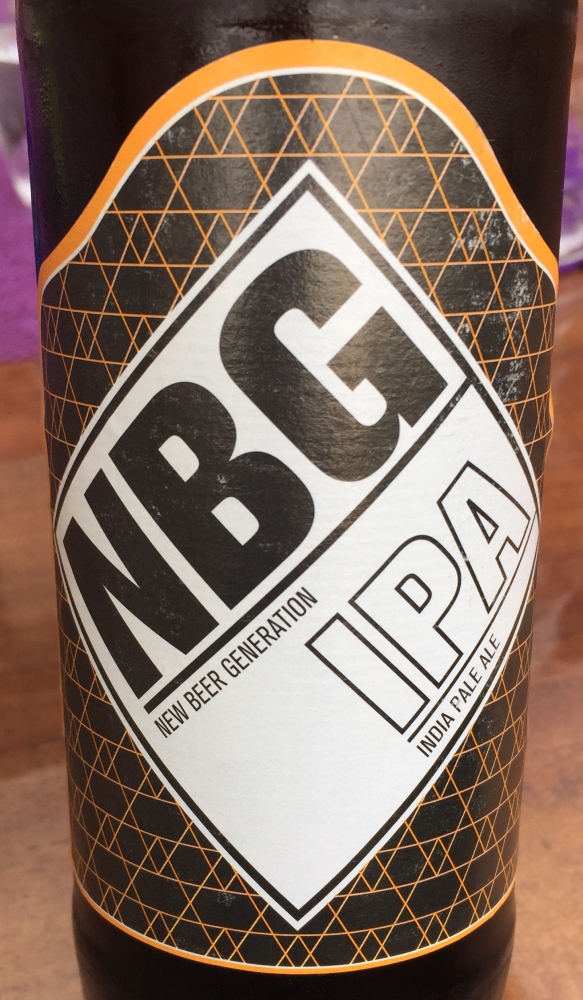 NBG
NEW BEER GENERATION
IPA
INDIA PALE ALE